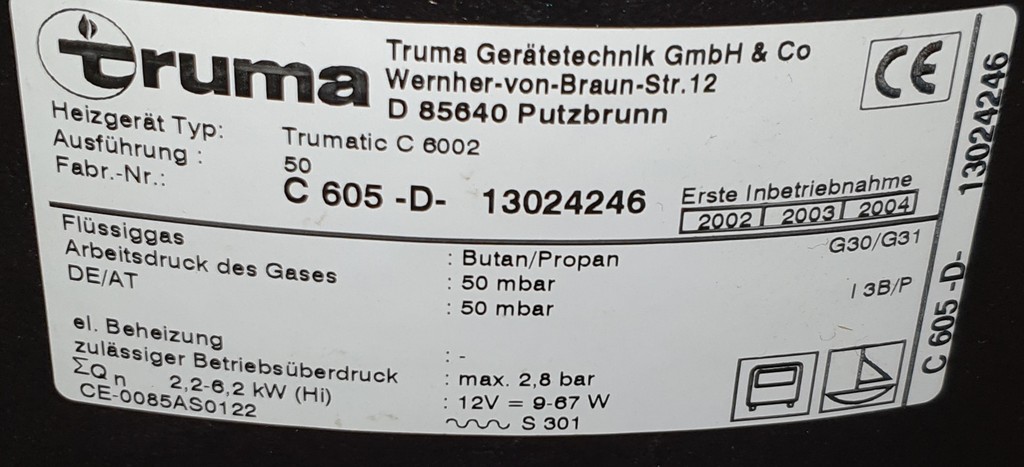 truma
Truma Gerätetechnik GmbH & Co
Wernher-von-Braun-Str.12
D 85640 Putzbrunn
CE
Heizgerät Typ: Trumatic C 6002
Ausführung : 50
Fabr.-Nr.: C 605 -D- 13024246
Erste Inbetriebnahme
2002 2003 2004
Flüssiggas : Butan/Propan G30/G31
Arbeitsdruck des Gases : 50 mbar
DE/AT : 50 mbar I 3B/P
el. Beheizung : -
zulässiger Betriebsüberdruck : max. 2,8 bar
ΣQ n 2,2-6,2 kW (Hi) : 12V = 9-67 W
CE-0085AS0122 S 301
C 605 -D- 13024246